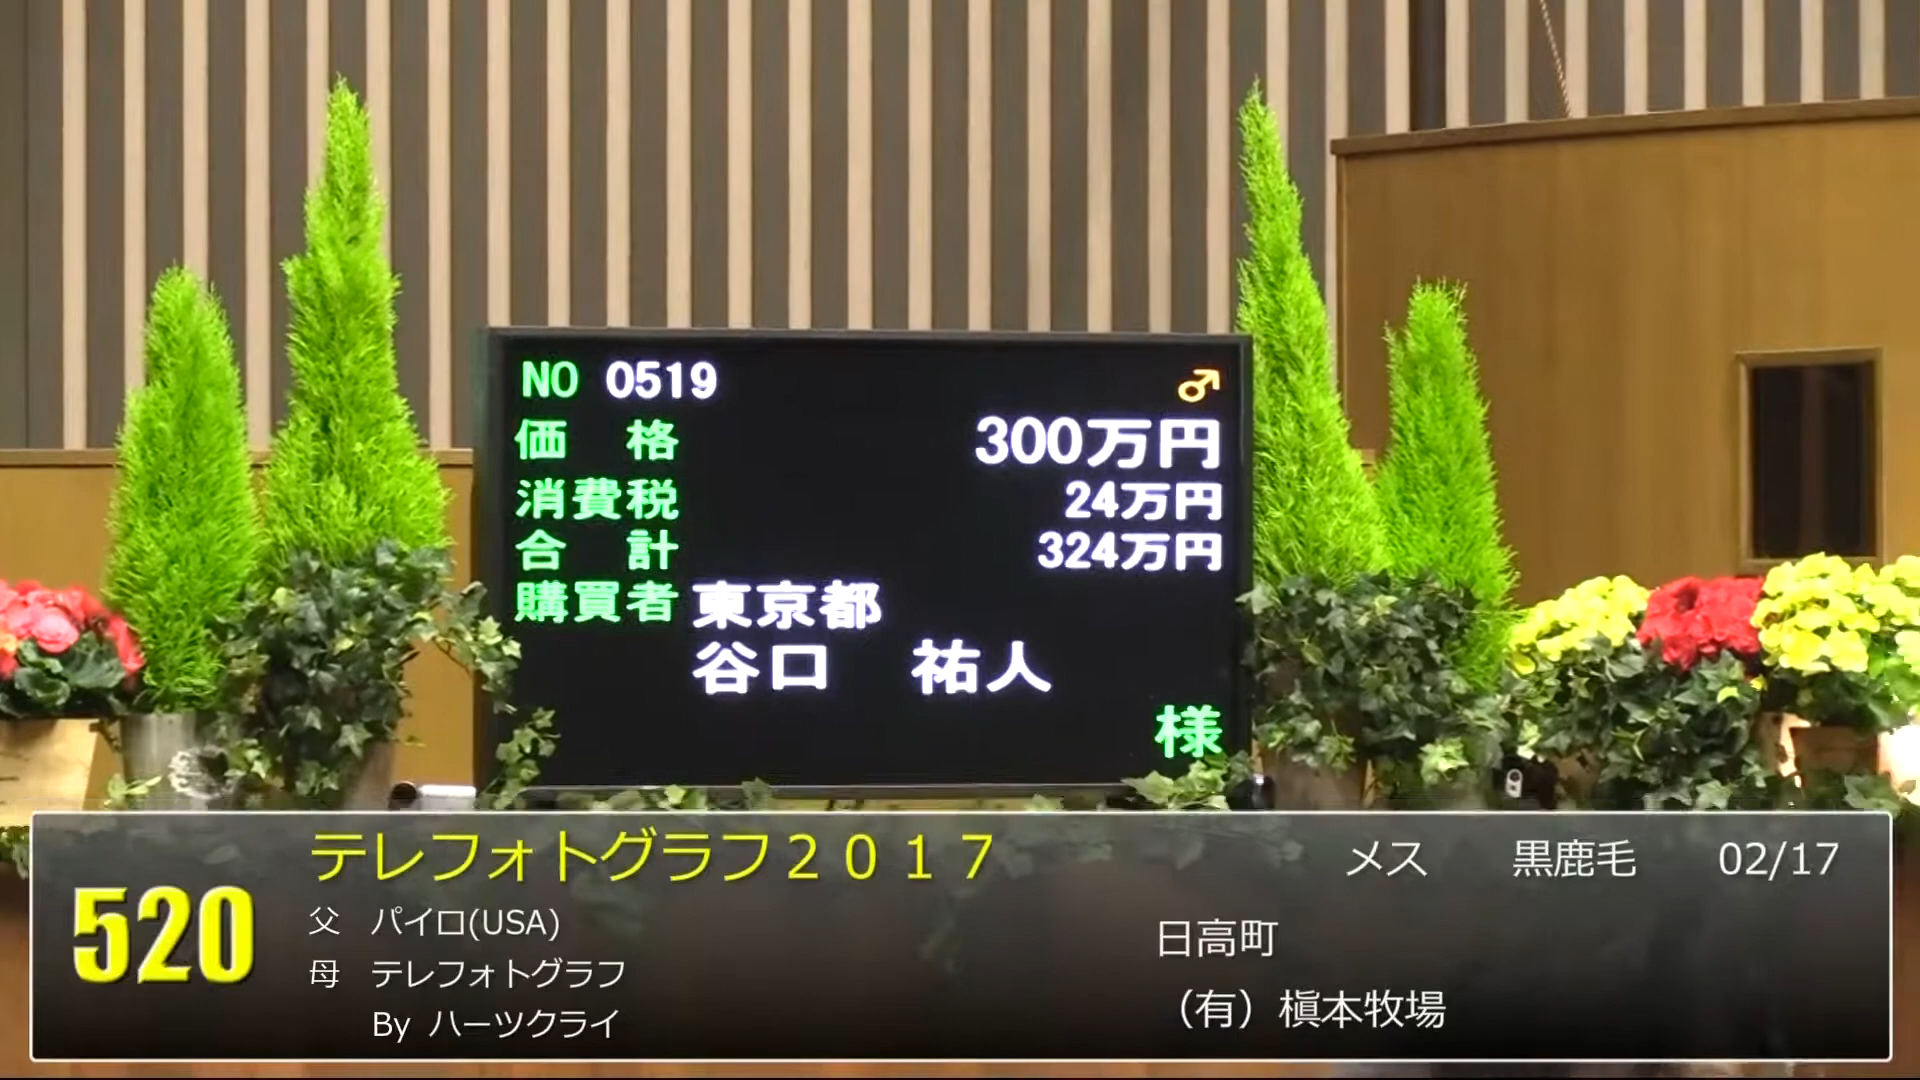 NO 0519 ♂
価 格 300万円
消費税 24万円
合 計 324万円
購買者 東京都
谷口 祐人
様
520
テレフォトグラフ2017
メス 黒鹿毛 02/17
父 パイロ(USA)
母 テレフォトグラフ
By ハーツクライ
日高町
（有）槇本牧場